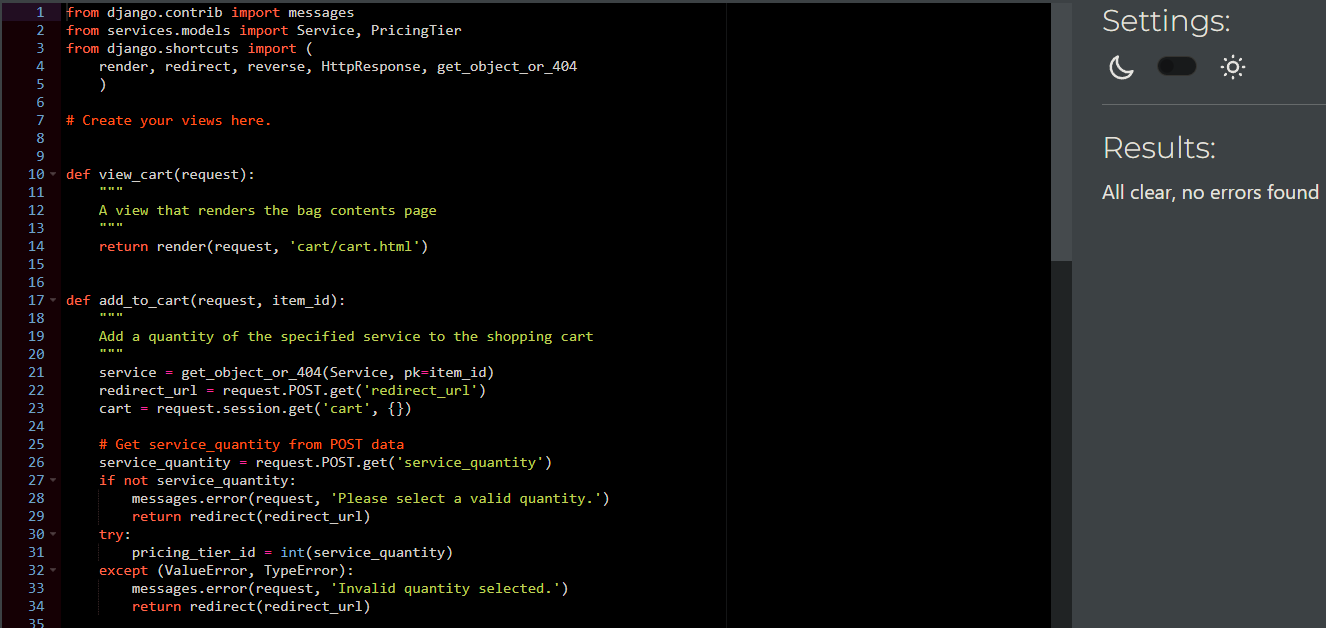 1 from django.contrib import messages
2 from services.models import Service, PricingTier
3 from django.shortcuts import (
4     render, redirect, reverse, HttpResponse, get_object_or_404
5     )
6
7 # Create your views here.
8
9
10 def view_cart(request):
11     """
12     A view that renders the bag contents page
13     """
14     return render(request, 'cart/cart.html')
15
16
17 def add_to_cart(request, item_id):
18     """
19     Add a quantity of the specified service to the shopping cart
20     """
21     service = get_object_or_404(Service, pk=item_id)
22     redirect_url = request.POST.get('redirect_url')
23     cart = request.session.get('cart', {})
24
25     # Get service_quantity from POST data
26     service_quantity = request.POST.get('service_quantity')
27     if not service_quantity:
28         messages.error(request, 'Please select a valid quantity.')
29         return redirect(redirect_url)
30     try:
31         pricing_tier_id = int(service_quantity)
32     except (ValueError, TypeError):
33         messages.error(request, 'Invalid quantity selected.')
34         return redirect(redirect_url)
35
Settings:
Results:
All clear, no errors found